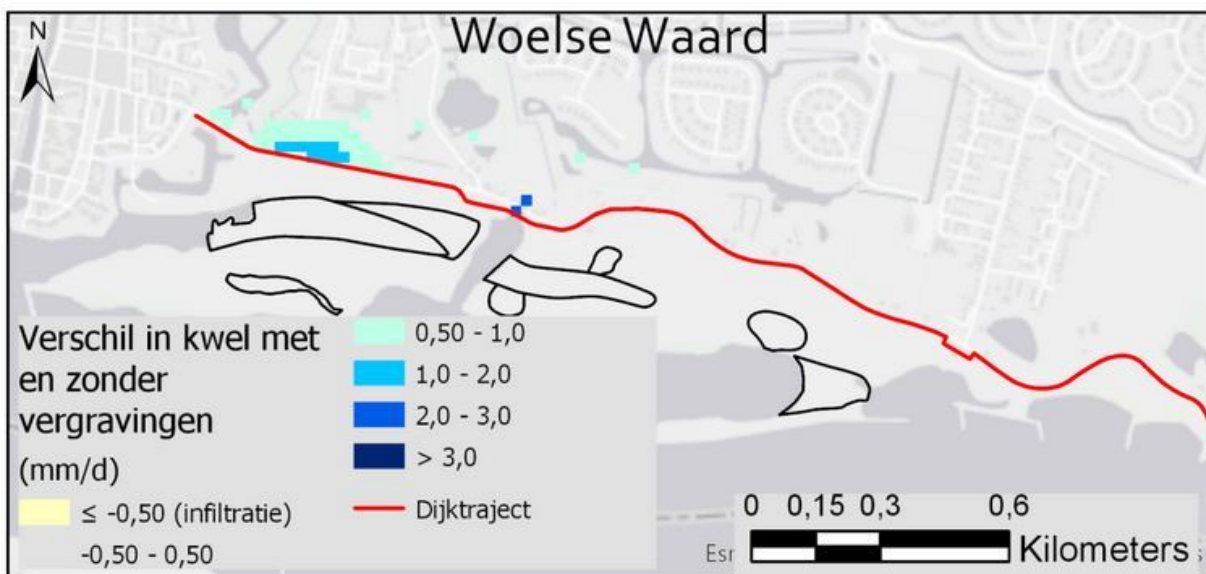 N
Woelse Waard
Verschil in kwel met
en zonder
vergravingen
(mm/d)
≤ -0,50 (infiltratie)
-0,50 - 0,50
0,50 - 1,0
1,0 - 2,0
2,0 - 3,0
> 3,0
Dijktraject
0 0,15 0,3 0,6
Kilometers